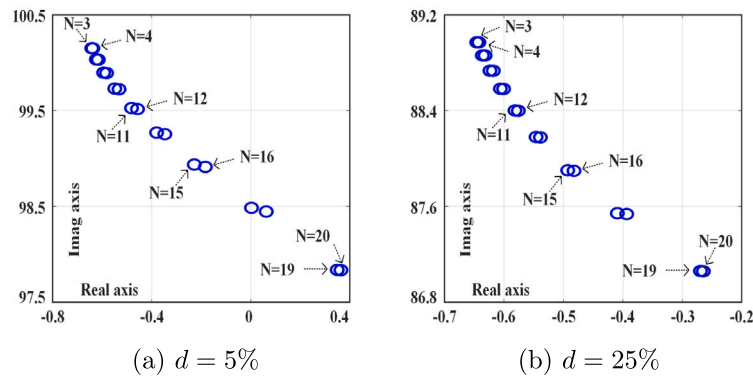 100.5
N=3
N=4
99.5
N=12
N=11
N=16
N=15
98.5
Imag axis
N=20
N=19
Real axis
97.5
-0.8
-0.4
0
0.4
(a) d = 5%
89.2
N=3
N=4
88.4
N=12
N=11
N=16
N=15
87.6
Imag axis
N=20
N=19
Real axis
86.8
-0.7
-0.6
-0.5
-0.4
-0.3
-0.2
(b) d = 25%